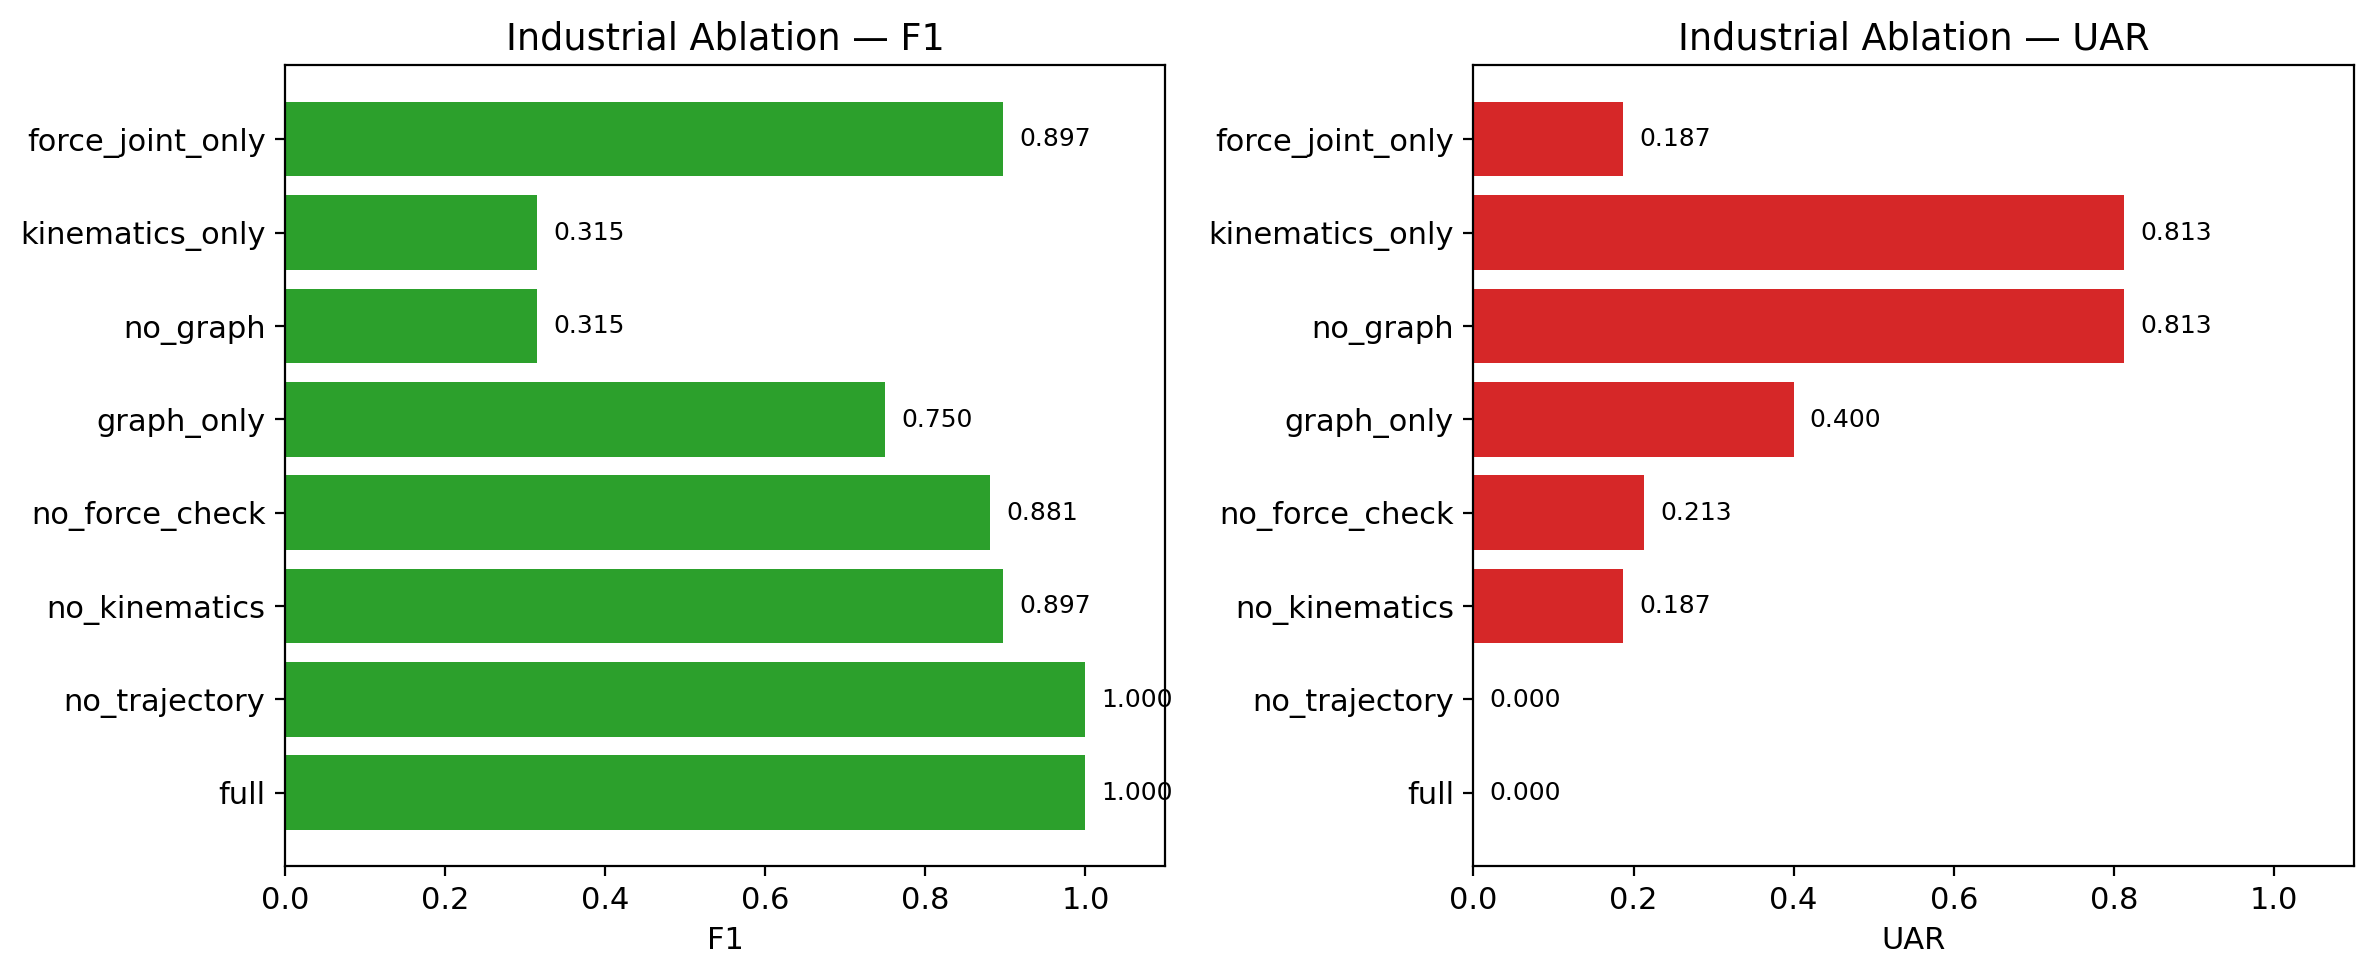 Industrial Ablation — F1
force_joint_only
0.897
kinematics_only
0.315
no_graph
0.315
graph_only
0.750
no_force_check
0.881
no_kinematics
0.897
no_trajectory
1.000
full
1.000
0.0 0.2 0.4 0.6 0.8 1.0
F1
Industrial Ablation — UAR
force_joint_only
0.187
kinematics_only
0.813
no_graph
0.813
graph_only
0.400
no_force_check
0.213
no_kinematics
0.187
no_trajectory
0.000
full
0.000
0.0 0.2 0.4 0.6 0.8 1.0
UAR